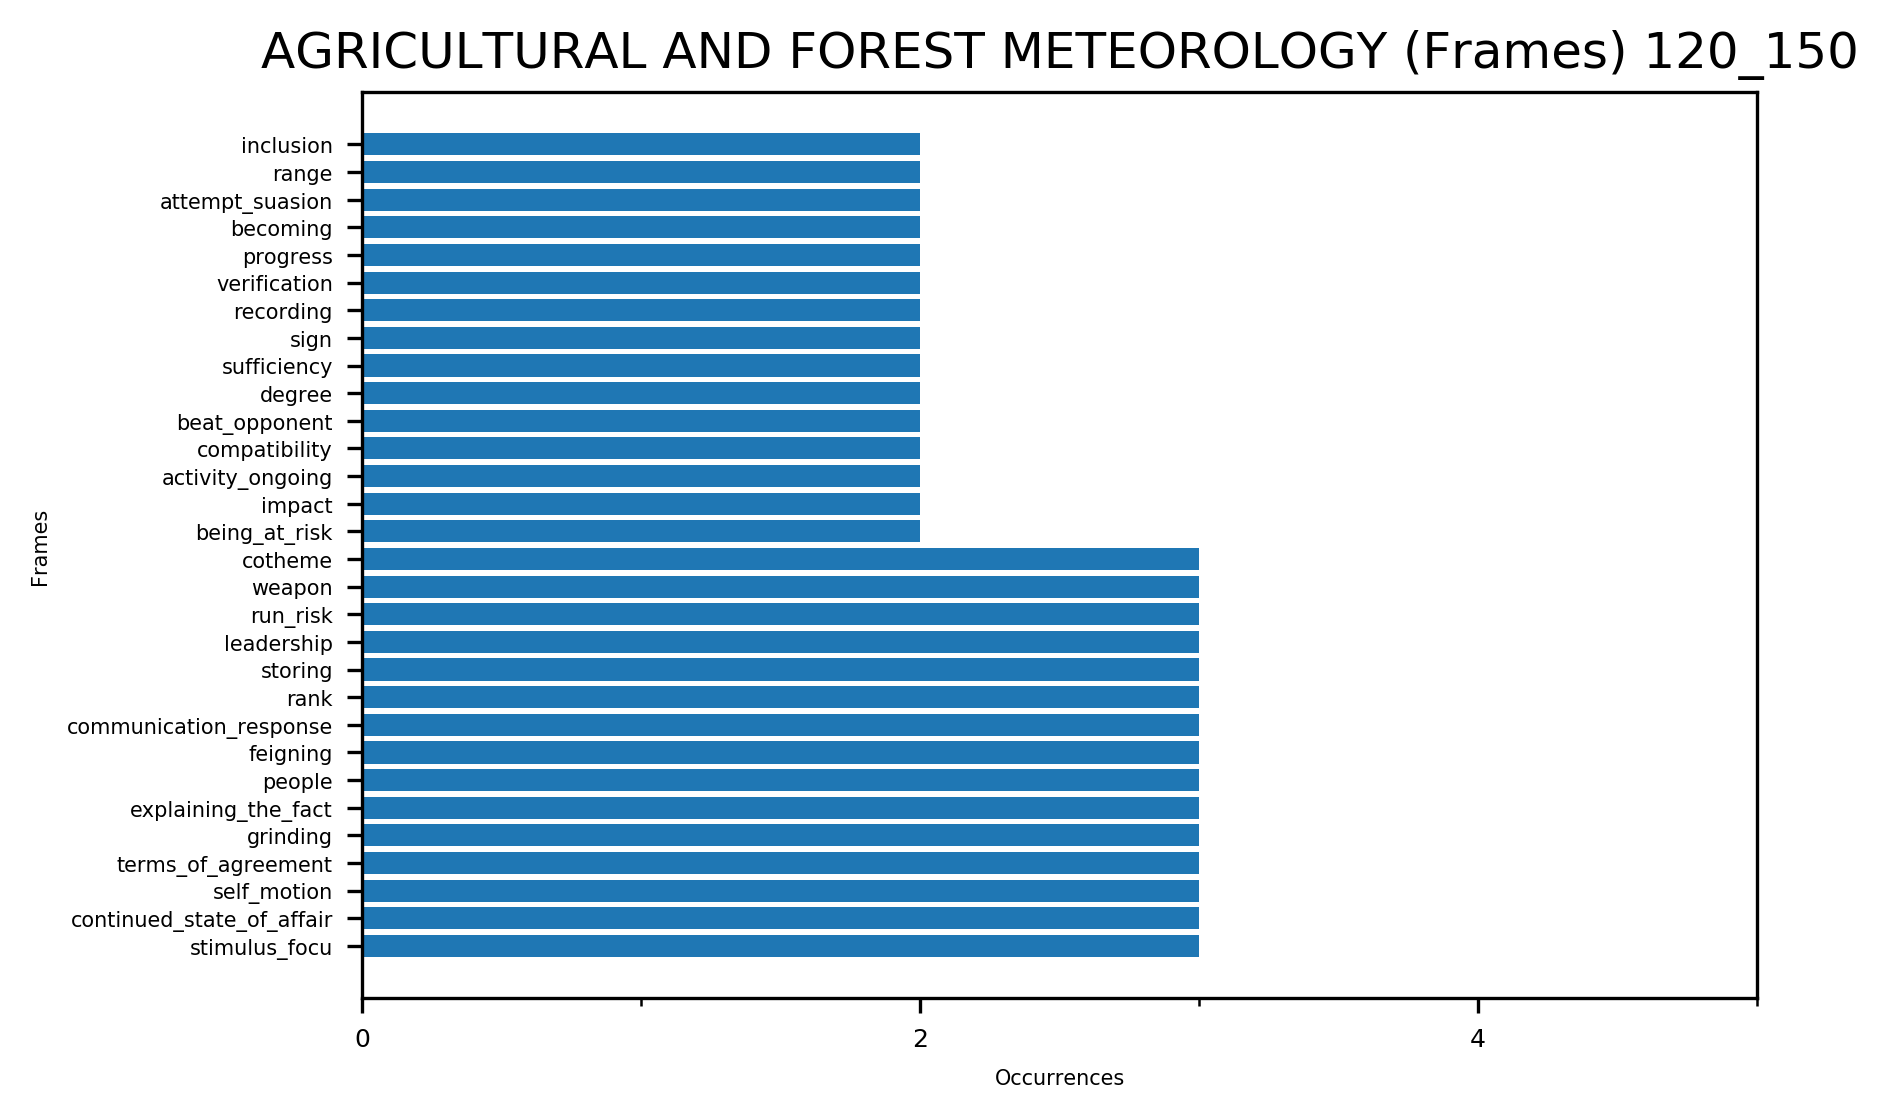 AGRICULTURAL AND FOREST METEOROLOGY (Frames) 120_150
inclusion
range
attempt_suasion
becoming
progress
verification
recording
sign
sufficiency
degree
beat_opponent
compatibility
activity_ongoing
impact
being_at_risk
cotheme
weapon
run_risk
leadership
storing
rank
communication_response
feigning
people
explaining_the_fact
grinding
terms_of_agreement
self_motion
continued_state_of_affair
stimulus_focu
Frames
0 2 4
Occurrences